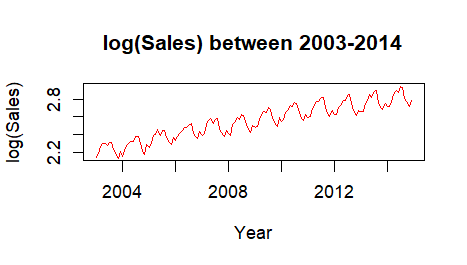 log(Sales) between 2003-2014
log(Sales)
2.8
2.2
2004 2008 2012
Year